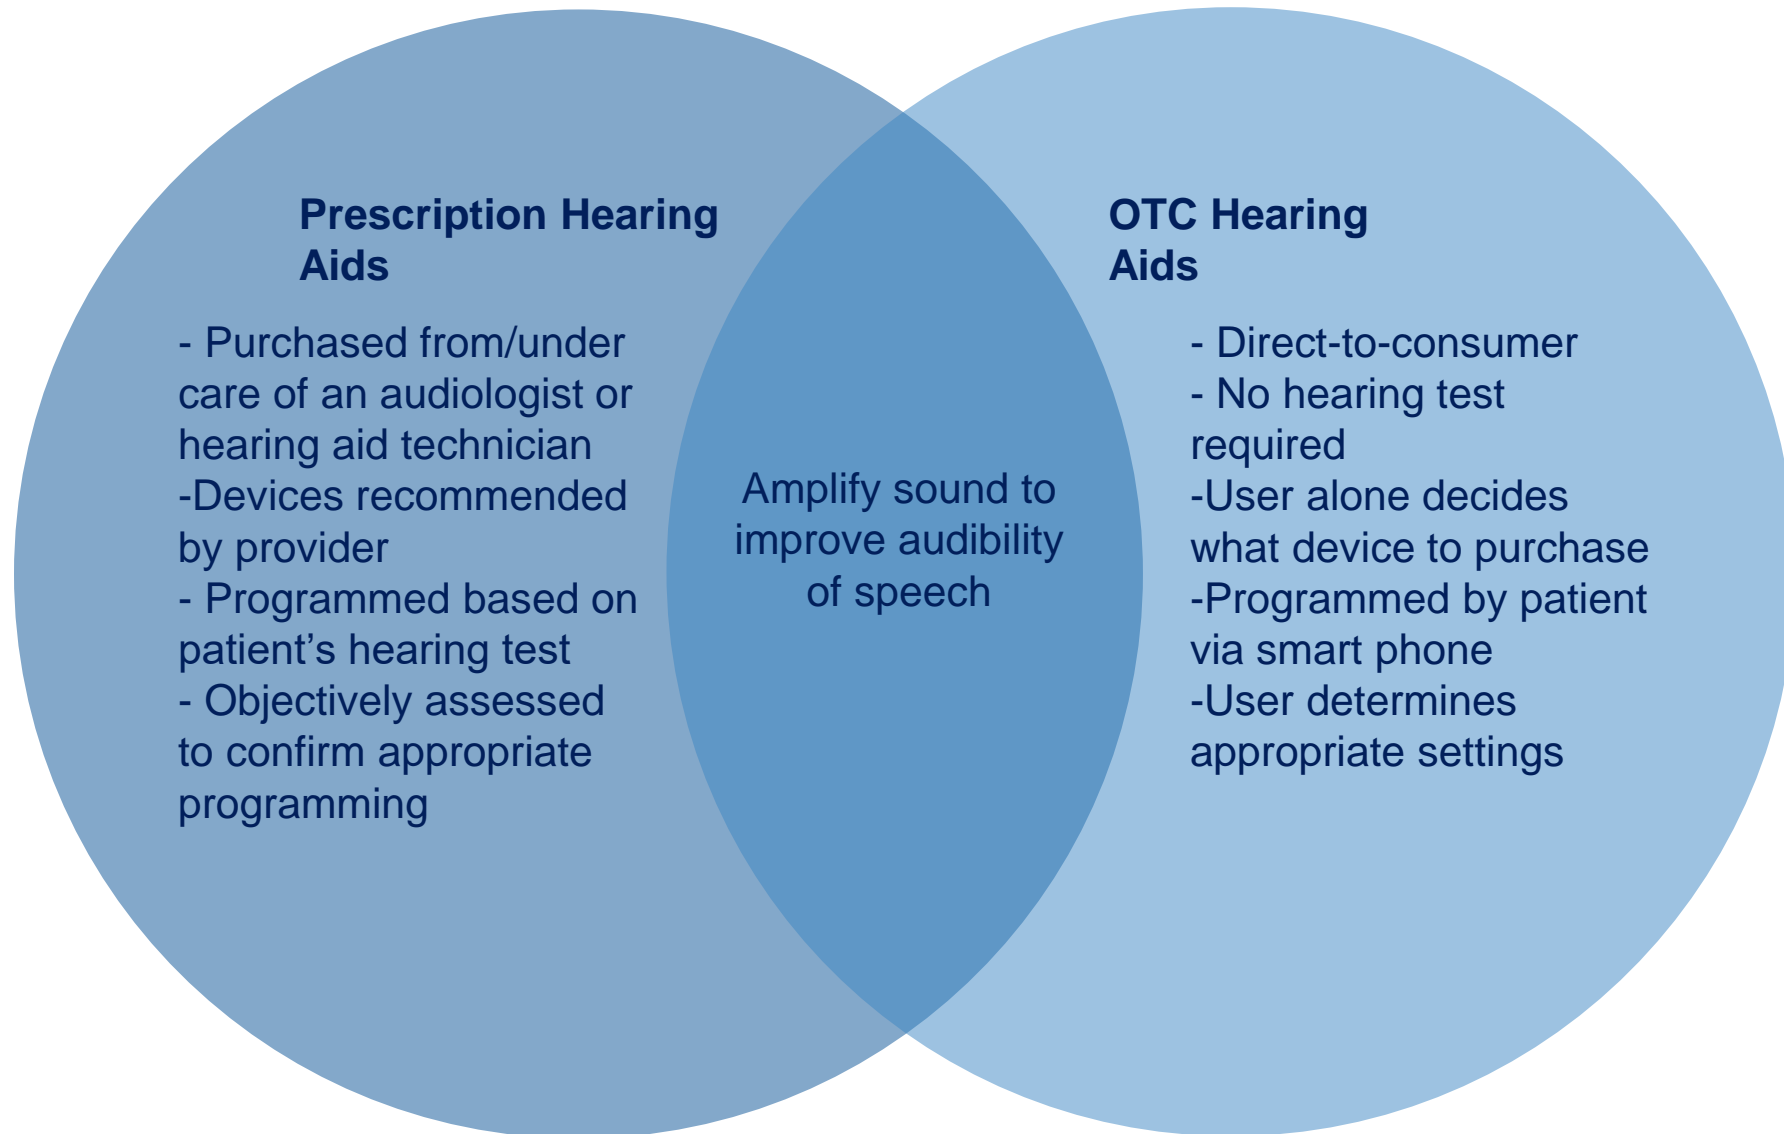 Prescription Hearing
Aids
- Purchased from/under
care of an audiologist or
hearing aid technician
-Devices recommended
by provider
- Programmed based on
patient’s hearing test
- Objectively assessed
to confirm appropriate
programming
Amplify sound to
improve audibility
of speech
OTC Hearing
Aids
- Direct-to-consumer
- No hearing test
required
-User alone decides
what device to purchase
-Programmed by patient
via smart phone
-User determines
appropriate settings